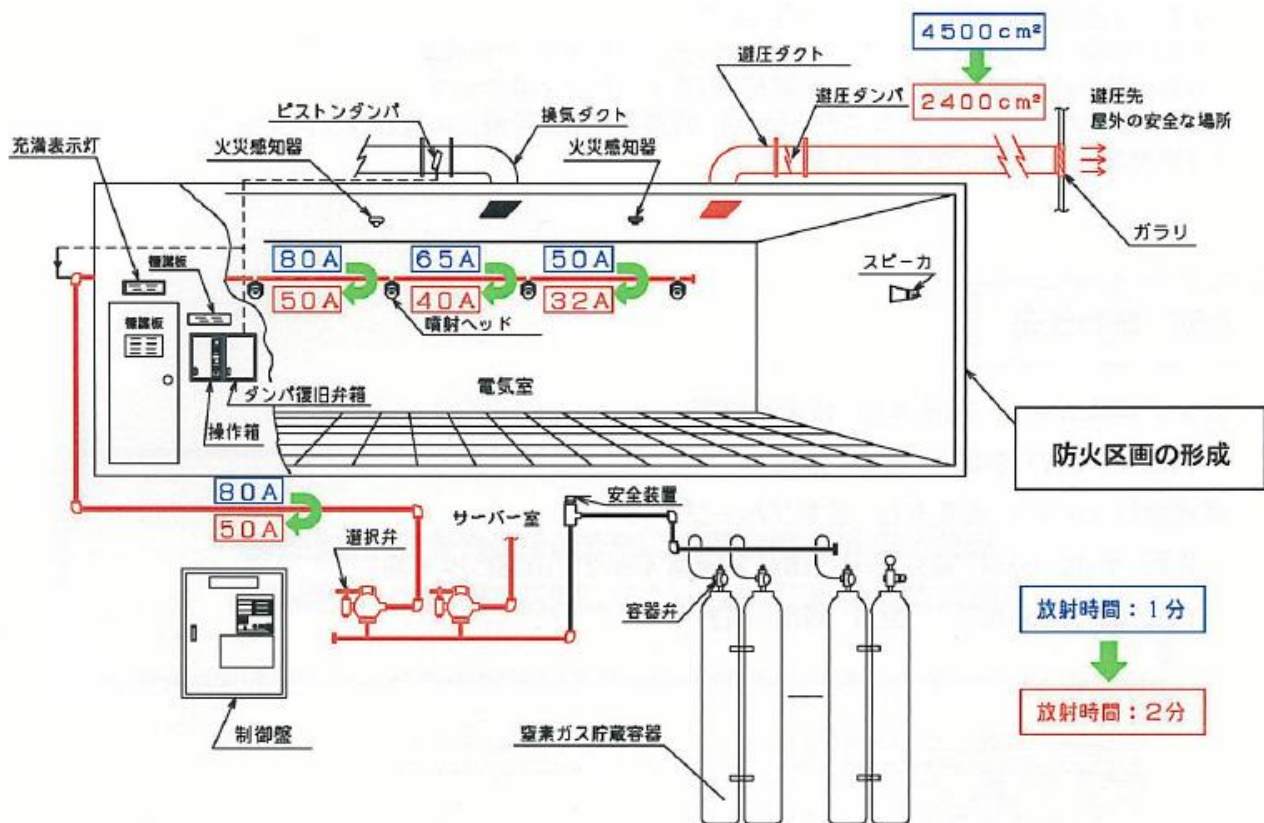 4500cm²
2400cm²
避圧ダクト
避圧ダンパ
避圧先
屋外の安全な場所
ピストンダンパ
換気ダクト
火災感知器
火災感知器
充満表示灯
ガラリ
標識板
標識板
80A
65A
50A
50A
40A
32A
スピーカ
噴射ヘッド
電気室
ダンパ復旧弁箱
操作箱
防火区画の形成
80A
50A
安全装置
サーバー室
選択弁
容器弁
放射時間:1分
放射時間:2分
制御盤
窒素ガス貯蔵容器